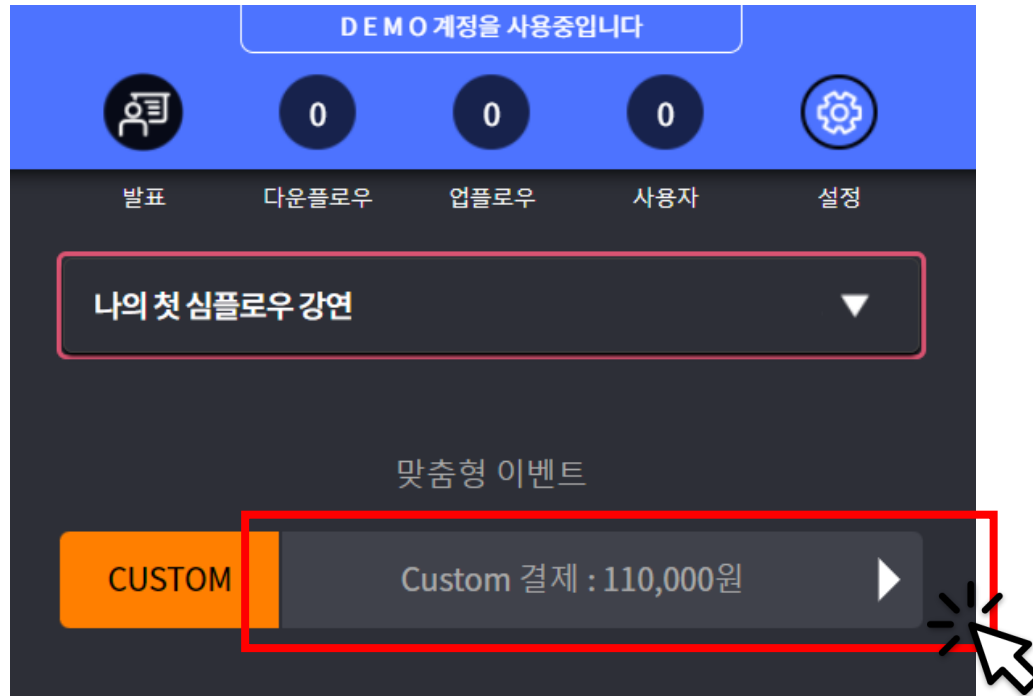 DEMO 계정을 사용중입니다
0 0 0
발표 다운플로우 업플로우 사용자 설정
나의 첫 심플로우 강연
맞춤형 이벤트
CUSTOM Custom 결제 : 110,000원